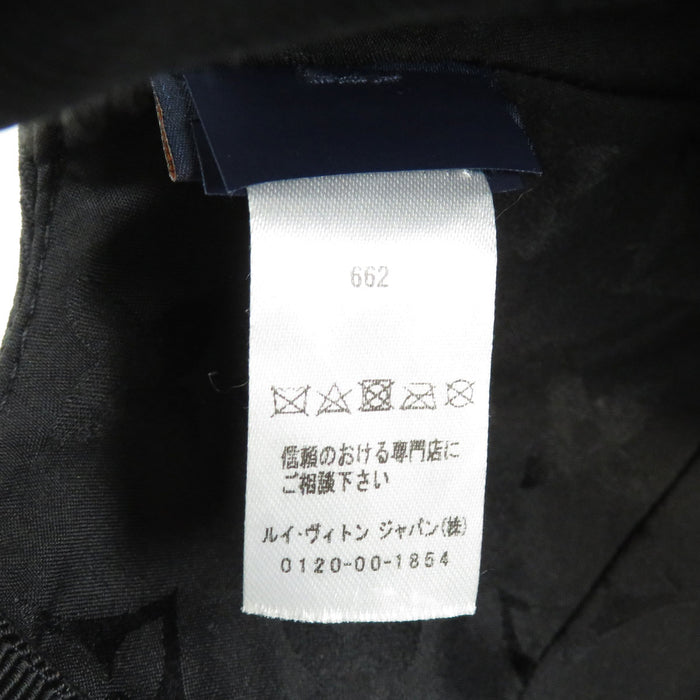 662
信頼のおける専門店に
ご相談下さい
ルイ・ヴィトン ジャパン(株)
0120-00-1854